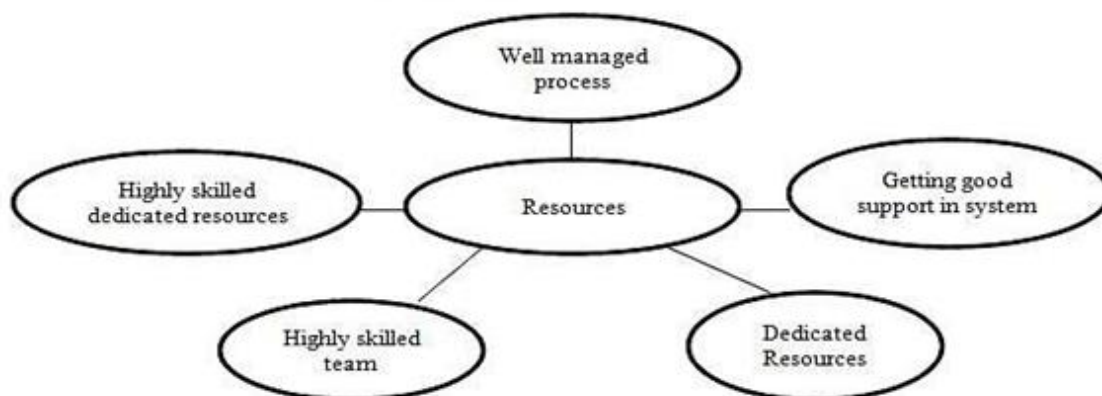 Well managed
process
Highly skilled
dedicated resources
Resources
Getting good
support in system
Highly skilled
team
Dedicated
Resources